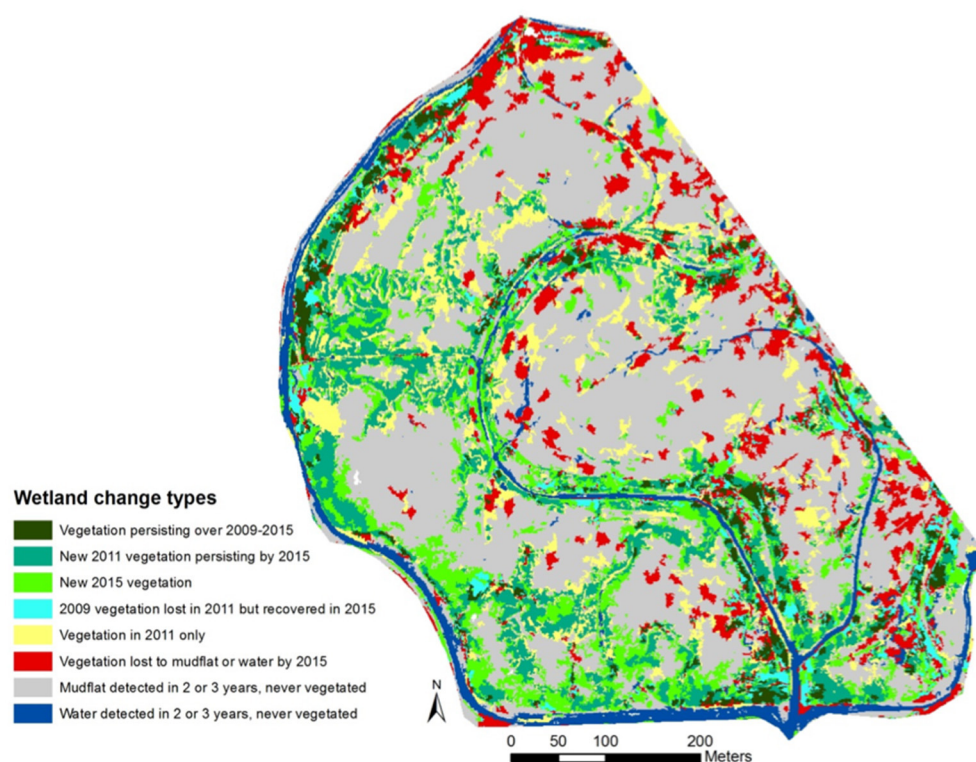 Wetland change types
Vegetation persisting over 2009-2015
New 2011 vegetation persisting by 2015
New 2015 vegetation
2009 vegetation lost in 2011 but recovered in 2015
Vegetation in 2011 only
Vegetation lost to mudflat or water by 2015
Mudflat detected in 2 or 3 years, never vegetated
Water detected in 2 or 3 years, never vegetated
N
0 50 100 200
Meters